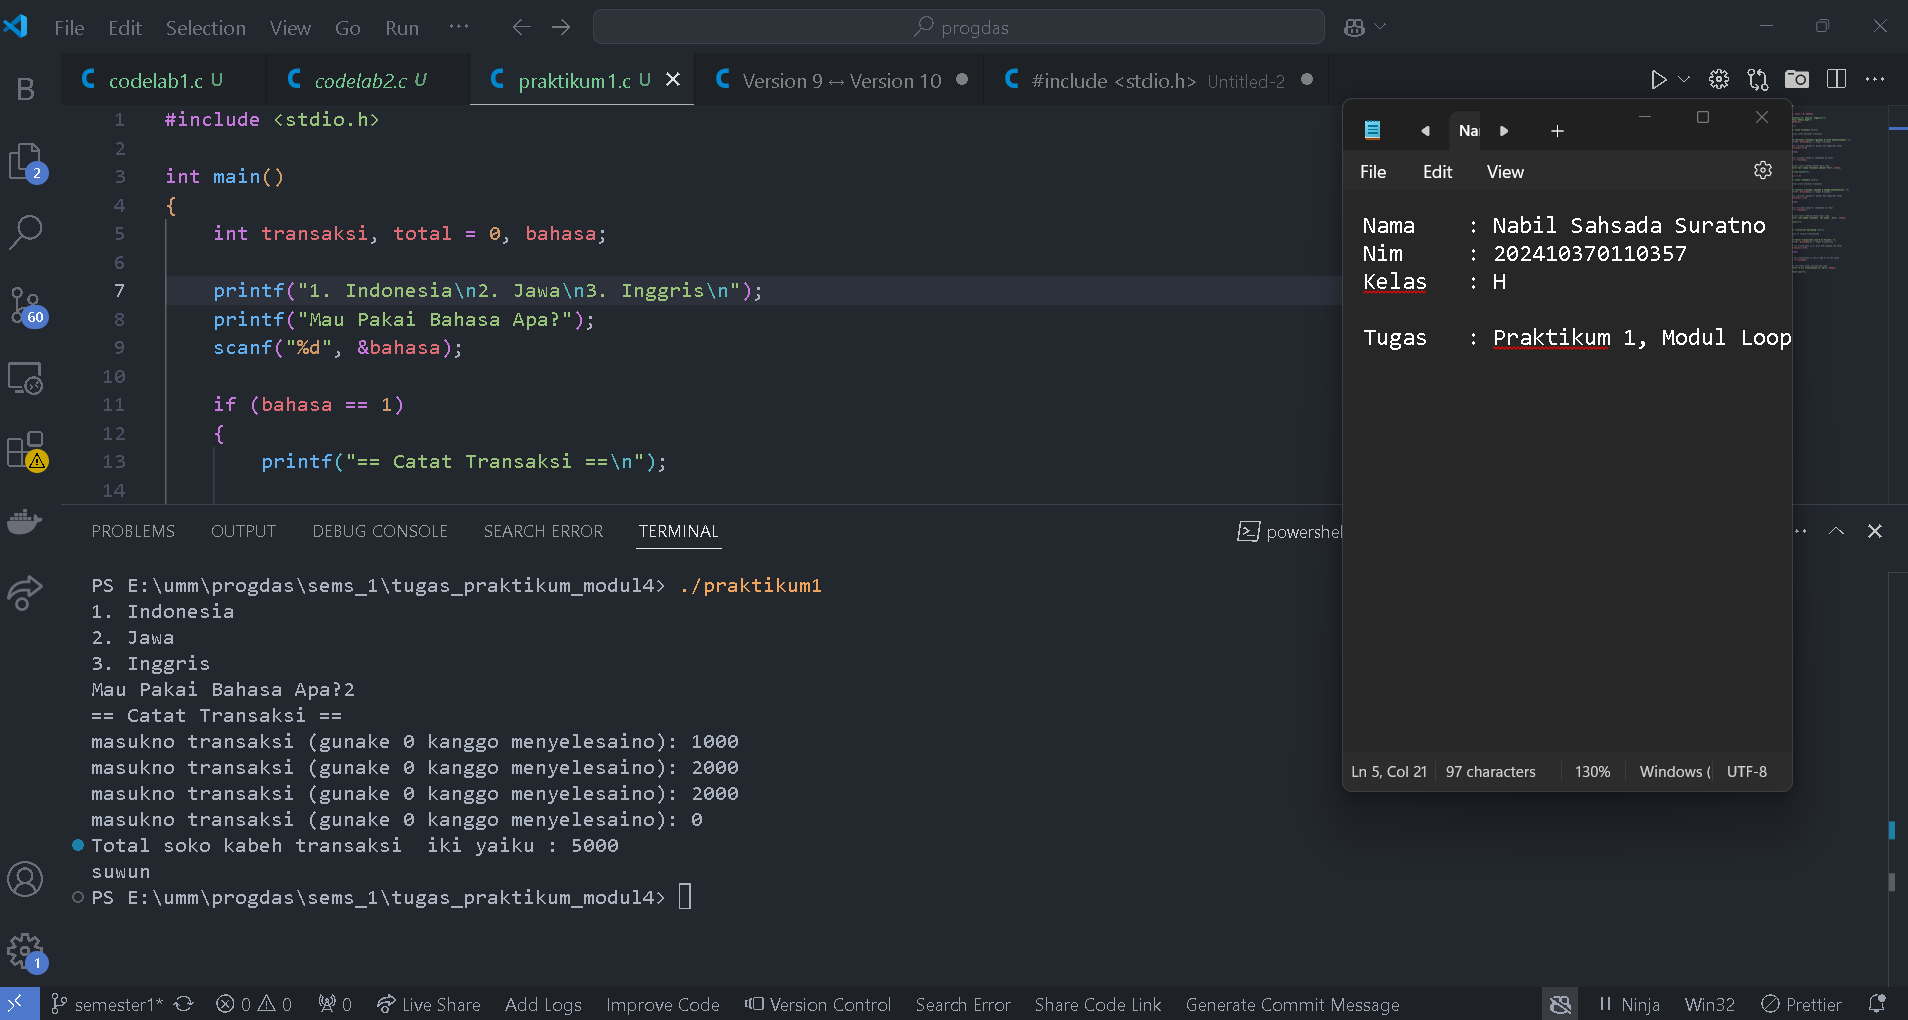 File Edit Selection View Go Run ···
progdas
codelab1.c U
codelab2.c U
praktikum1.c U
Version 9 ↔ Version 10
#include <stdio.h> Untitled-2
B
2
60
1
1 #include <stdio.h>
2
3 int main()
4 {
5 int transaksi, total = 0, bahasa;
6
7 printf("1. Indonesia\n2. Jawa\n3. Inggris\n");
8 printf("Mau Pakai Bahasa Apa?");
9 scanf("%d", &bahasa);
10
11 if (bahasa == 1)
12 {
13 printf("== Catat Transaksi ==\n");
14
Na
File Edit View
Nama : Nabil Sahsada Suratno
Nim : 202410370110357
Kelas : H
Tugas : Praktikum 1, Modul Loop
Ln 5, Col 21 97 characters 130% Windows ( UTF-8
PROBLEMS OUTPUT DEBUG CONSOLE SEARCH ERROR TERMINAL
powershel
PS E:\umm\progdas\sems_1\tugas_praktikum_modul4> ./praktikum1
1. Indonesia
2. Jawa
3. Inggris
Mau Pakai Bahasa Apa?2
== Catat Transaksi ==
masukno transaksi (gunake 0 kanggo menyelesaino): 1000
masukno transaksi (gunake 0 kanggo menyelesaino): 2000
masukno transaksi (gunake 0 kanggo menyelesaino): 2000
masukno transaksi (gunake 0 kanggo menyelesaino): 0
Total soko kabeh transaksi  iki yaiku : 5000
suwun
PS E:\umm\progdas\sems_1\tugas_praktikum_modul4>
semester1* 0 0 0 Live Share Add Logs Improve Code Version Control Search Error Share Code Link Generate Commit Message Ninja Win32 Prettier